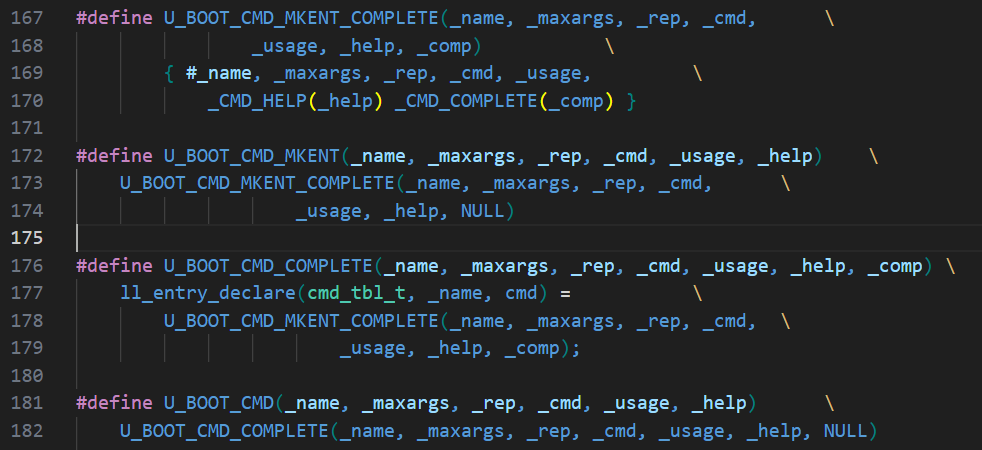 167 #define U_BOOT_CMD_MKENT_COMPLETE(_name, _maxargs, _rep, _cmd, \
168 _usage, _help, _comp) \
169 { #_name, _maxargs, _rep, _cmd, _usage, \
170 _CMD_HELP(_help) _CMD_COMPLETE(_comp) }
171
172 #define U_BOOT_CMD_MKENT(_name, _maxargs, _rep, _cmd, _usage, _help) \
173 U_BOOT_CMD_MKENT_COMPLETE(_name, _maxargs, _rep, _cmd, \
174 _usage, _help, NULL)
175
176 #define U_BOOT_CMD_COMPLETE(_name, _maxargs, _rep, _cmd, _usage, _help, _comp) \
177 ll_entry_declare(cmd_tbl_t, _name, cmd) = \
178 U_BOOT_CMD_MKENT_COMPLETE(_name, _maxargs, _rep, _cmd, \
179 _usage, _help, _comp);
180
181 #define U_BOOT_CMD(_name, _maxargs, _rep, _cmd, _usage, _help) \
182 U_BOOT_CMD_COMPLETE(_name, _maxargs, _rep, _cmd, _usage, _help, NULL)